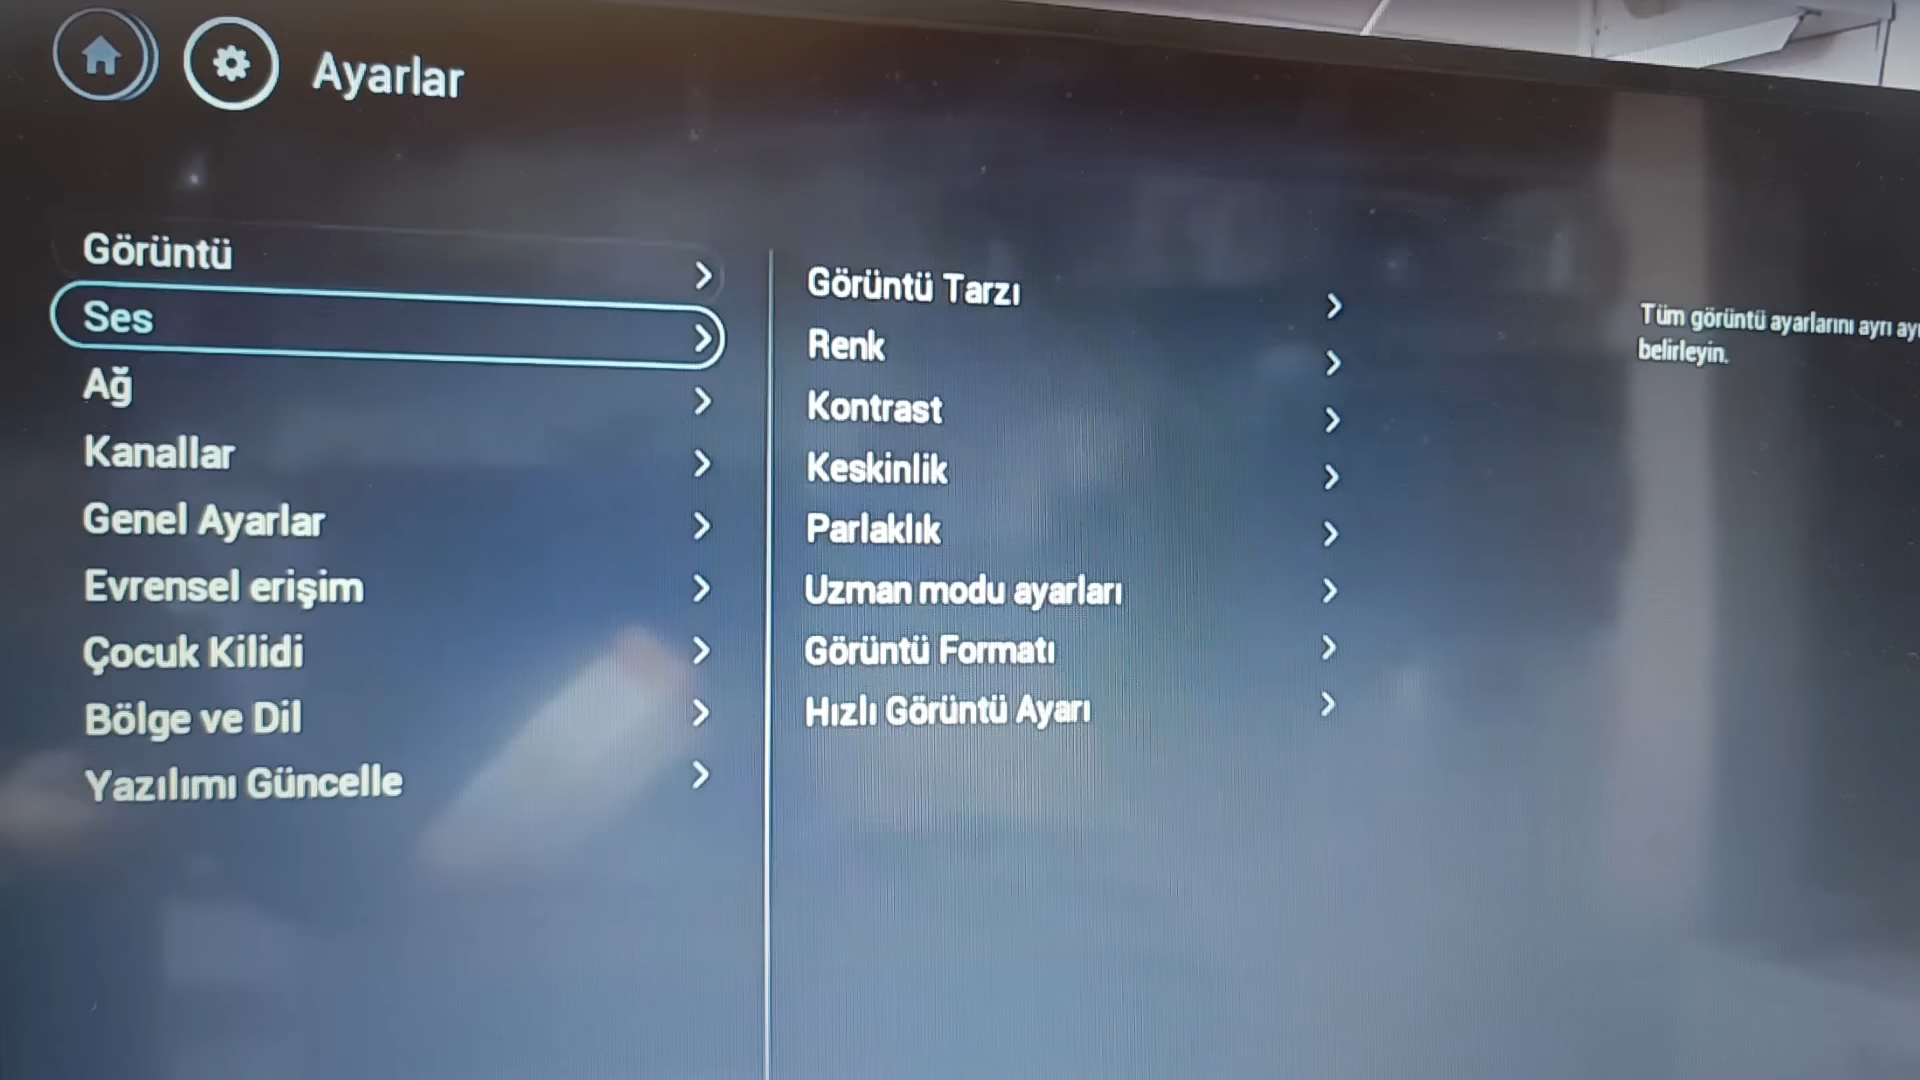 Ayarlar
Görüntü
Ses
Ağ
Kanallar
Genel Ayarlar
Evrensel erişim
Çocuk Kilidi
Bölge ve Dil
Yazılımı Güncelle
Görüntü Tarzı
Renk
Kontrast
Keskinlik
Parlaklık
Uzman modu ayarları
Görüntü Formatı
Hızlı Görüntü Ayarı
Tüm görüntü ayarlarını ayrı
belirleyin.